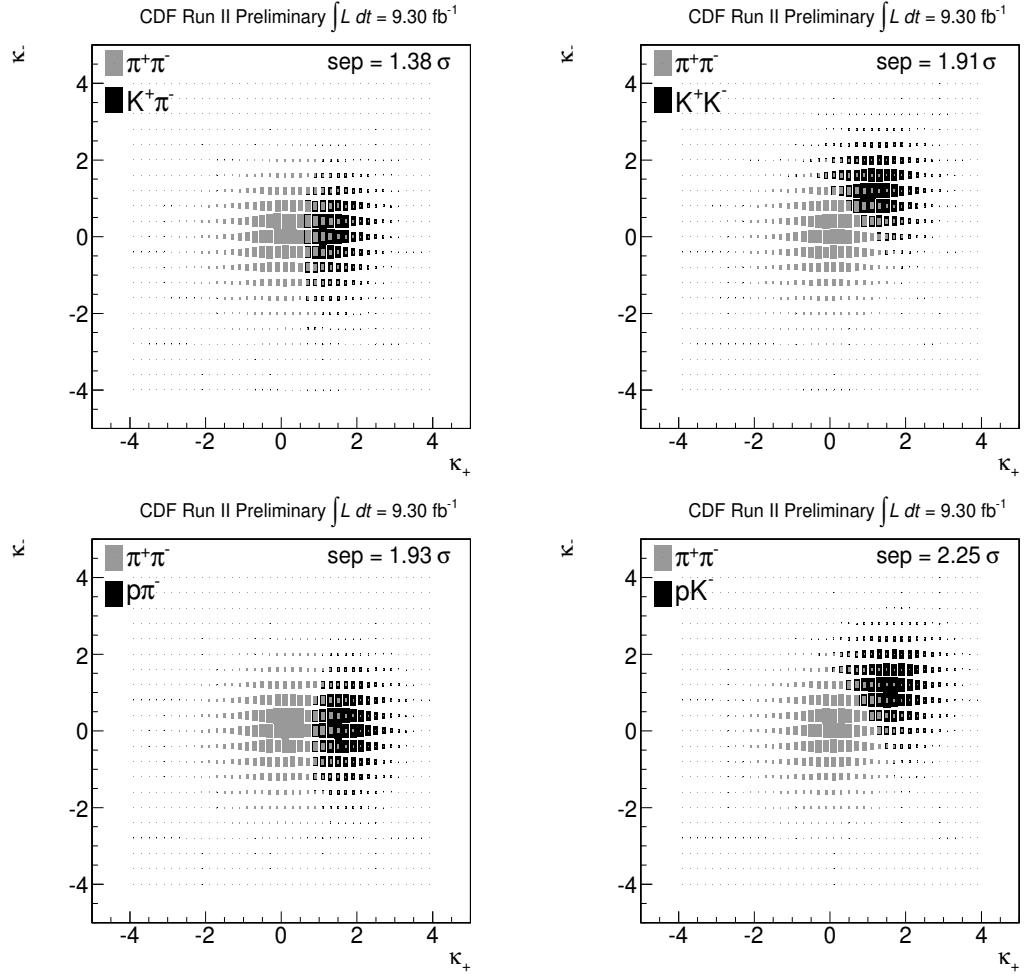 CDF Run II Preliminary ∫L dt = 9.30 fb⁻¹
κ₋
π⁺π⁻ sep = 1.38 σ
K⁺π⁻
4
2
0
-2
-4
-4 -2 0 2 4
κ₊
CDF Run II Preliminary ∫L dt = 9.30 fb⁻¹
κ₋
π⁺π⁻ sep = 1.91 σ
K⁺K⁻
4
2
0
-2
-4
-4 -2 0 2 4
κ₊
CDF Run II Preliminary ∫L dt = 9.30 fb⁻¹
κ₋
π⁺π⁻ sep = 1.93 σ
pπ⁻
4
2
0
-2
-4
-4 -2 0 2 4
κ₊
CDF Run II Preliminary ∫L dt = 9.30 fb⁻¹
κ₋
π⁺π⁻ sep = 2.25 σ
pK⁻
4
2
0
-2
-4
-4 -2 0 2 4
κ₊